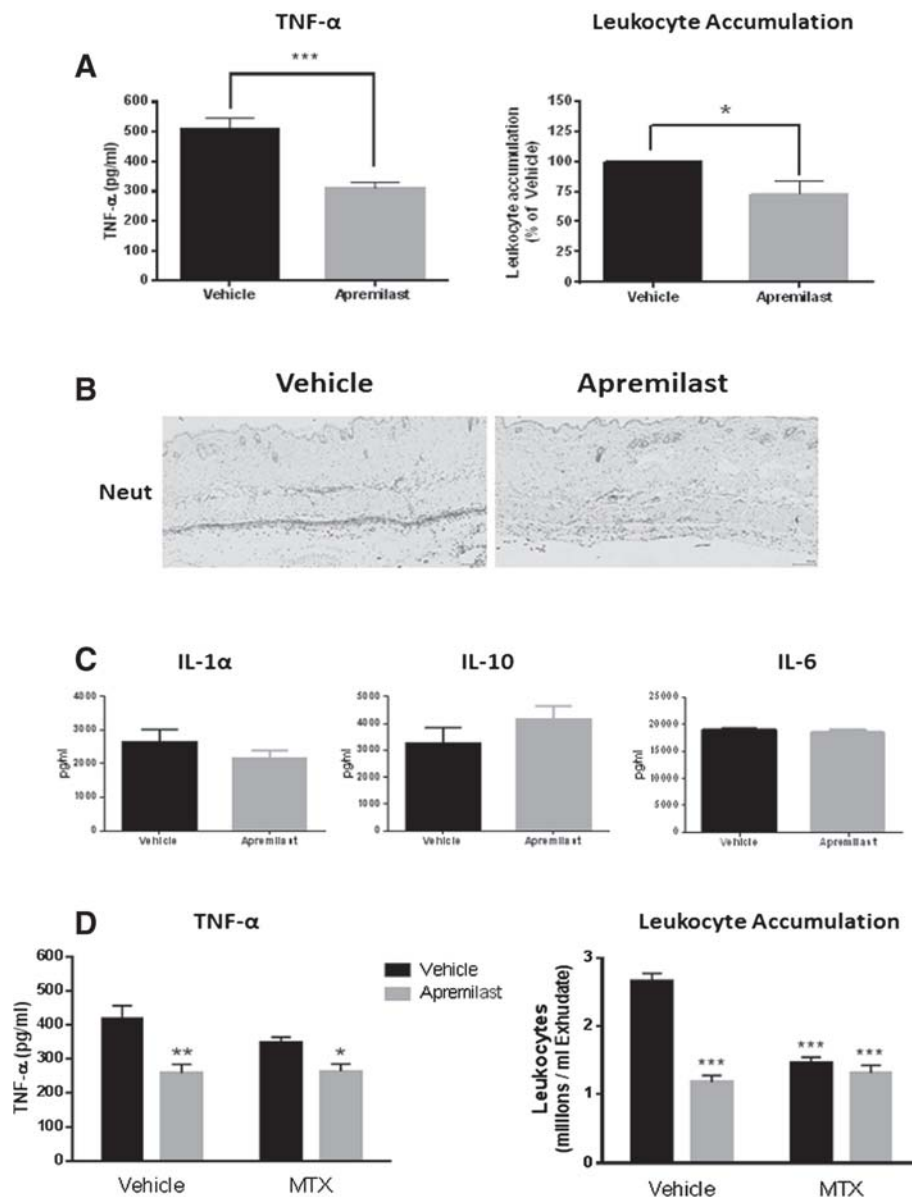 TNF-α
Leukocyte Accumulation
A
***
*
600
500
400
300
200
100
0
TNF-α (pg/ml)
Vehicle
Apremilast
150
125
100
75
50
25
0
Leukocyte accumulation
(% of Vehicle)
Vehicle
Apremilast
B
Vehicle
Apremilast
Neut
C
IL-1α
IL-10
IL-6
4000
3000
2000
1000
0
pg/ml
Vehicle
Apremilast
5000
4000
3000
2000
1000
0
pg/ml
Vehicle
Apremilast
25000
20000
15000
10000
5000
0
pg/ml
Vehicle
Apremilast
D
TNF-α
Leukocyte Accumulation
600
500
400
300
200
100
0
TNF-α (pg/ml)
**
*
Vehicle
MTX
Vehicle
Apremilast
3
2
1
0
Leukocytes
(millions / ml Exhudate)
***
***
***
Vehicle
MTX